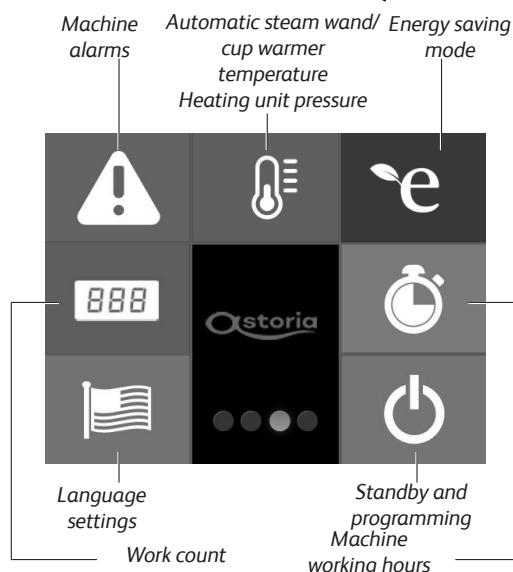 Machine
alarms
Automatic steam wand/
cup warmer
temperature
Heating unit pressure
Energy saving
mode
e
888
astoria
Language
settings
Standby and
programming
Work count
Machine
working hours